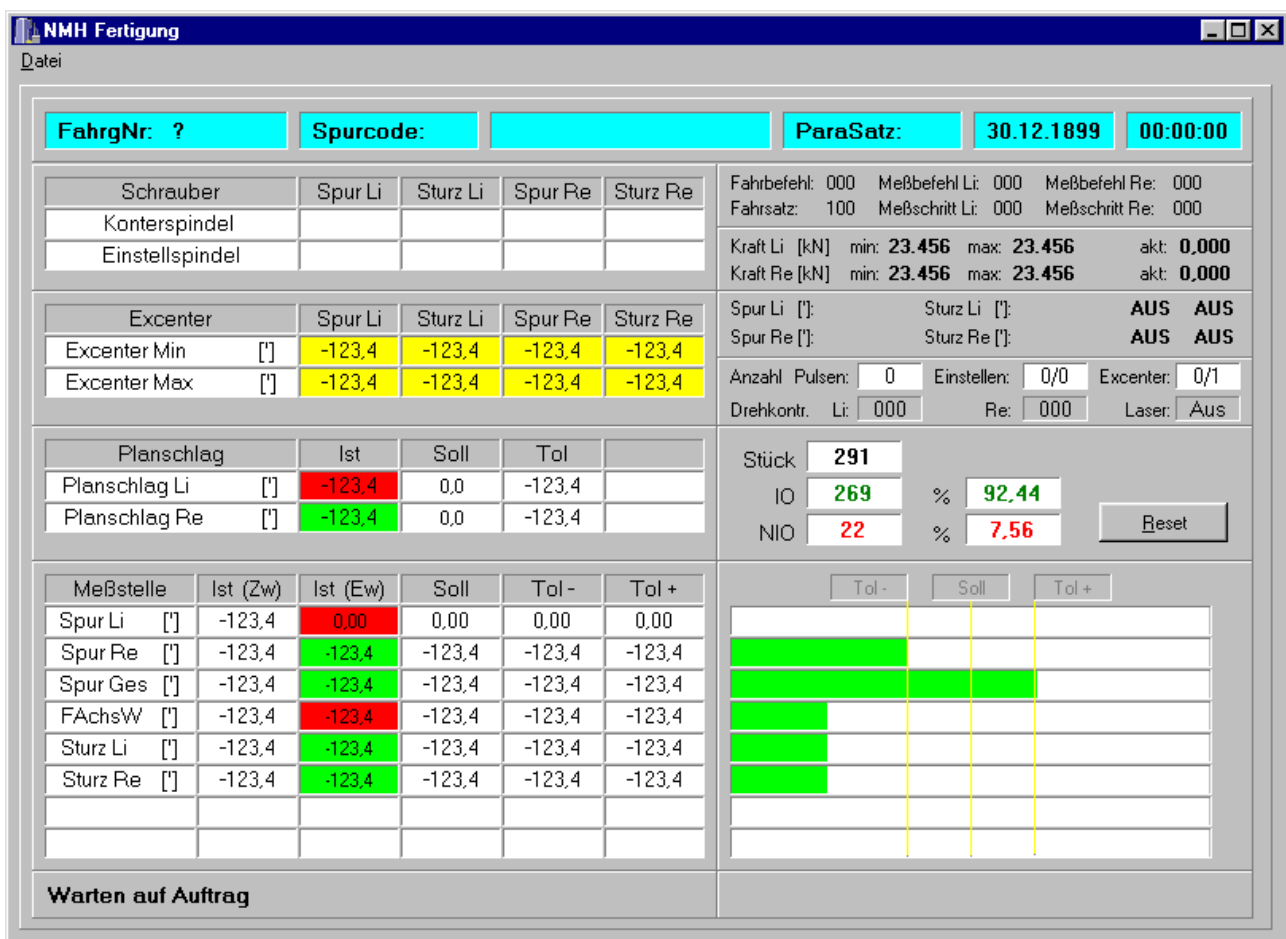 NMH Fertigung
Datei
FahrgNr: ? Spurcode: ParaSatz: 30.12.1899 00:00:00
Schrauber Spur Li Sturz Li Spur Re Sturz Re
Konterspindel
Einstellspindel
Fahrbefehl: 000 Meßbefehl Li: 000 Meßbefehl Re: 000
Fahrsatz: 100 Meßschritt Li: 000 Meßschritt Re: 000
Kraft Li [kN] min: 23.456 max: 23.456 akt: 0,000
Kraft Re [kN] min: 23.456 max: 23.456 akt: 0,000
Excenter Spur Li Sturz Li Spur Re Sturz Re
Excenter Min ['] -123,4 -123,4 -123,4 -123,4
Excenter Max ['] -123,4 -123,4 -123,4 -123,4
Spur Li [']: Sturz Li [']: AUS AUS
Spur Re [']: Sturz Re [']: AUS AUS
Anzahl Pulsen: 0 Einstellen: 0/0 Excenter: 0/1
Drehkontr. Li: 000 Re: 000 Laser: Aus
Planschlag Ist Soll Tol
Planschlag Li ['] -123,4 0,0 -123,4
Planschlag Re ['] -123,4 0,0 -123,4
Stück 291
IO 269 % 92,44
NIO 22 % 7,56
Reset
Meßstelle Ist (Zw) Ist (Ew) Soll Tol - Tol +
Spur Li ['] -123,4 0,00 0,00 0,00 0,00
Spur Re ['] -123,4 -123,4 -123,4 -123,4 -123,4
Spur Ges ['] -123,4 -123,4 -123,4 -123,4 -123,4
FAchsW ['] -123,4 -123,4 -123,4 -123,4 -123,4
Sturz Li ['] -123,4 -123,4 -123,4 -123,4 -123,4
Sturz Re ['] -123,4 -123,4 -123,4 -123,4 -123,4
Tol - Soll Tol +
Warten auf Auftrag